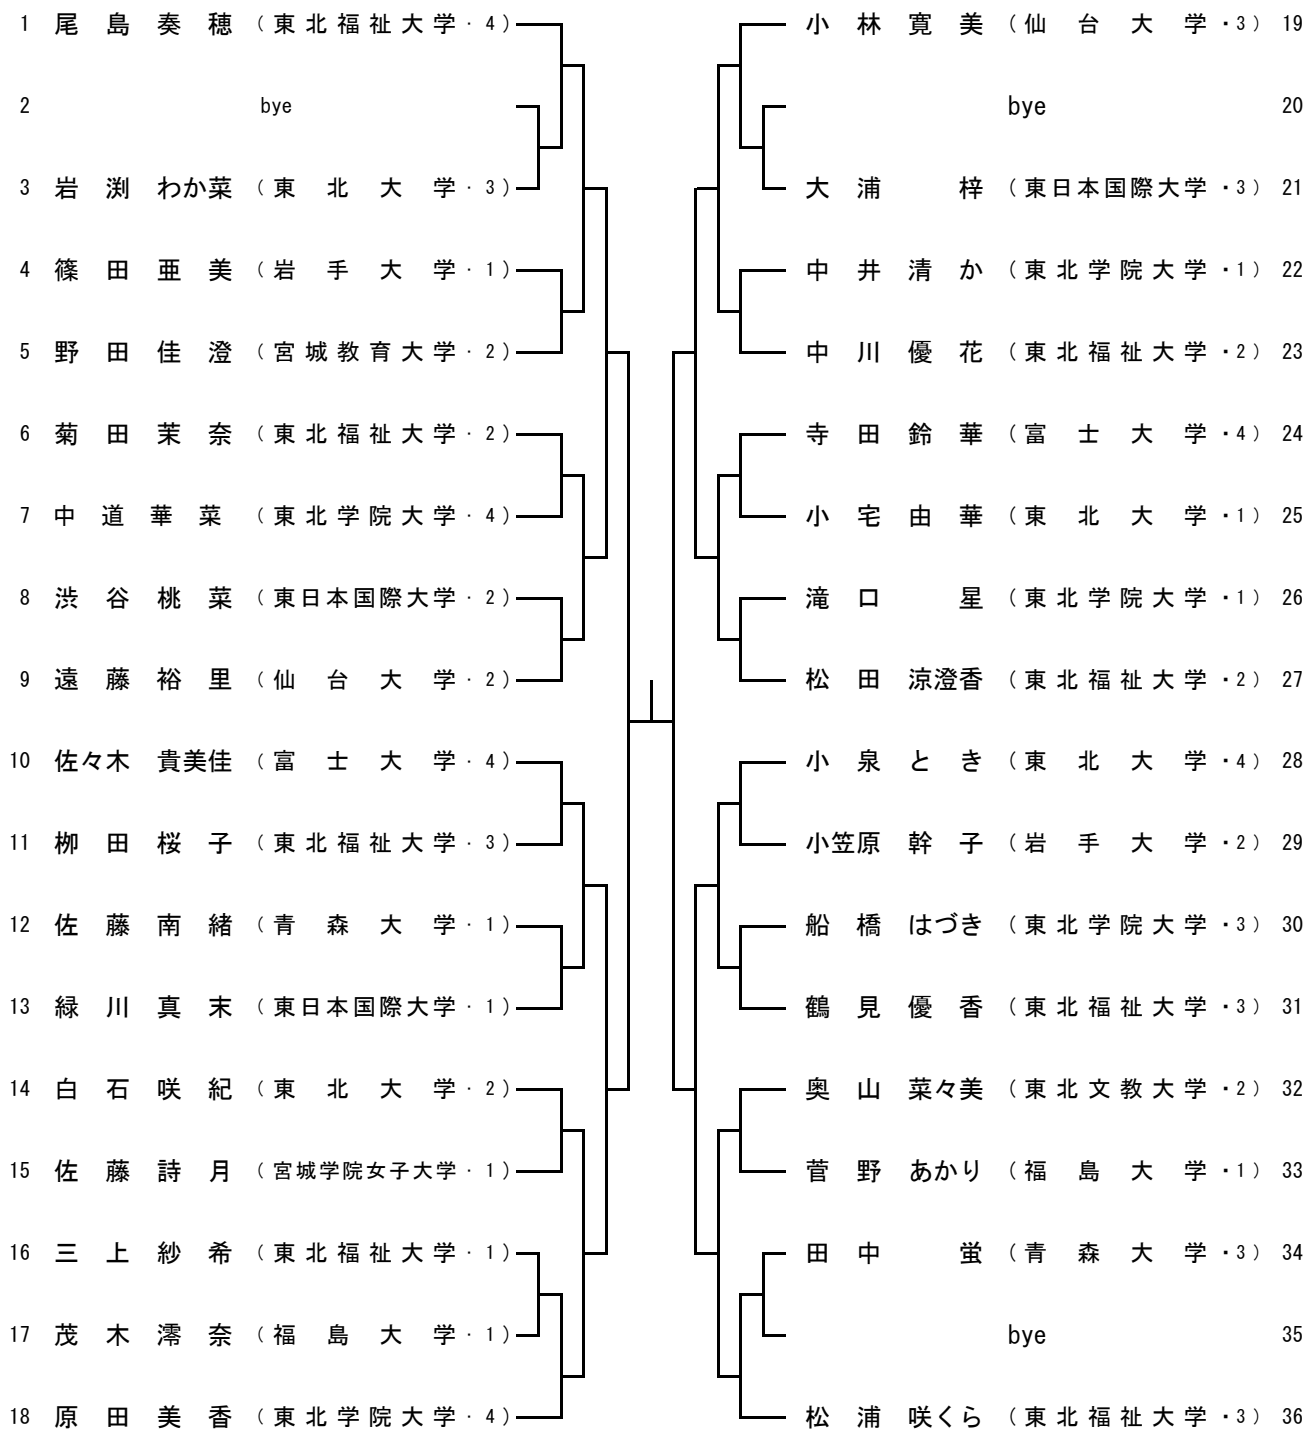 1 尾島奏穂 (東北福祉大学・4)
2 bye
3 岩渕わか菜 (東北大学・3)
4 篠田亜美 (岩手大学・1)
5 野田佳澄 (宮城教育大学・2)
6 菊田茉奈 (東北福祉大学・2)
7 中道華菜 (東北学院大学・4)
8 渋谷桃菜 (東日本国際大学・2)
9 遠藤裕里 (仙台大学・2)
10 佐々木貴美佳 (富士大学・4)
11 栁田桜子 (東北福祉大学・3)
12 佐藤南緒 (青森大学・1)
13 緑川真末 (東日本国際大学・1)
14 白石咲紀 (東北大学・2)
15 佐藤詩月 (宮城学院女子大学・1)
16 三上紗希 (東北福祉大学・1)
17 茂木澪奈 (福島大学・1)
18 原田美香 (東北学院大学・4)
小林寛美 (仙台大学・3) 19
bye 20
大浦梓 (東日本国際大学・3) 21
中井清か (東北学院大学・1) 22
中川優花 (東北福祉大学・2) 23
寺田鈴華 (富士大学・4) 24
小宅由華 (東北大学・1) 25
滝口星 (東北学院大学・1) 26
松田涼澄香 (東北福祉大学・2) 27
小泉とき (東北大学・4) 28
小笠原幹子 (岩手大学・2) 29
船橋はづき (東北学院大学・3) 30
鶴見優香 (東北福祉大学・3) 31
奥山菜々美 (東北文教大学・2) 32
菅野あかり (福島大学・1) 33
田中蛍 (青森大学・3) 34
bye 35
松浦咲くら (東北福祉大学・3) 36